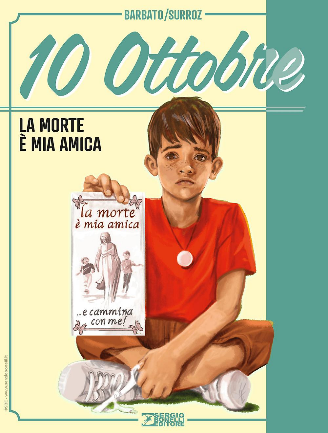 BARBATO/SURROZ
10 Ottobre
LA MORTE
È MIA AMICA
la morte
è mia amica
...e cammina
con me!
SERGIO
BONELLI
EDITORE